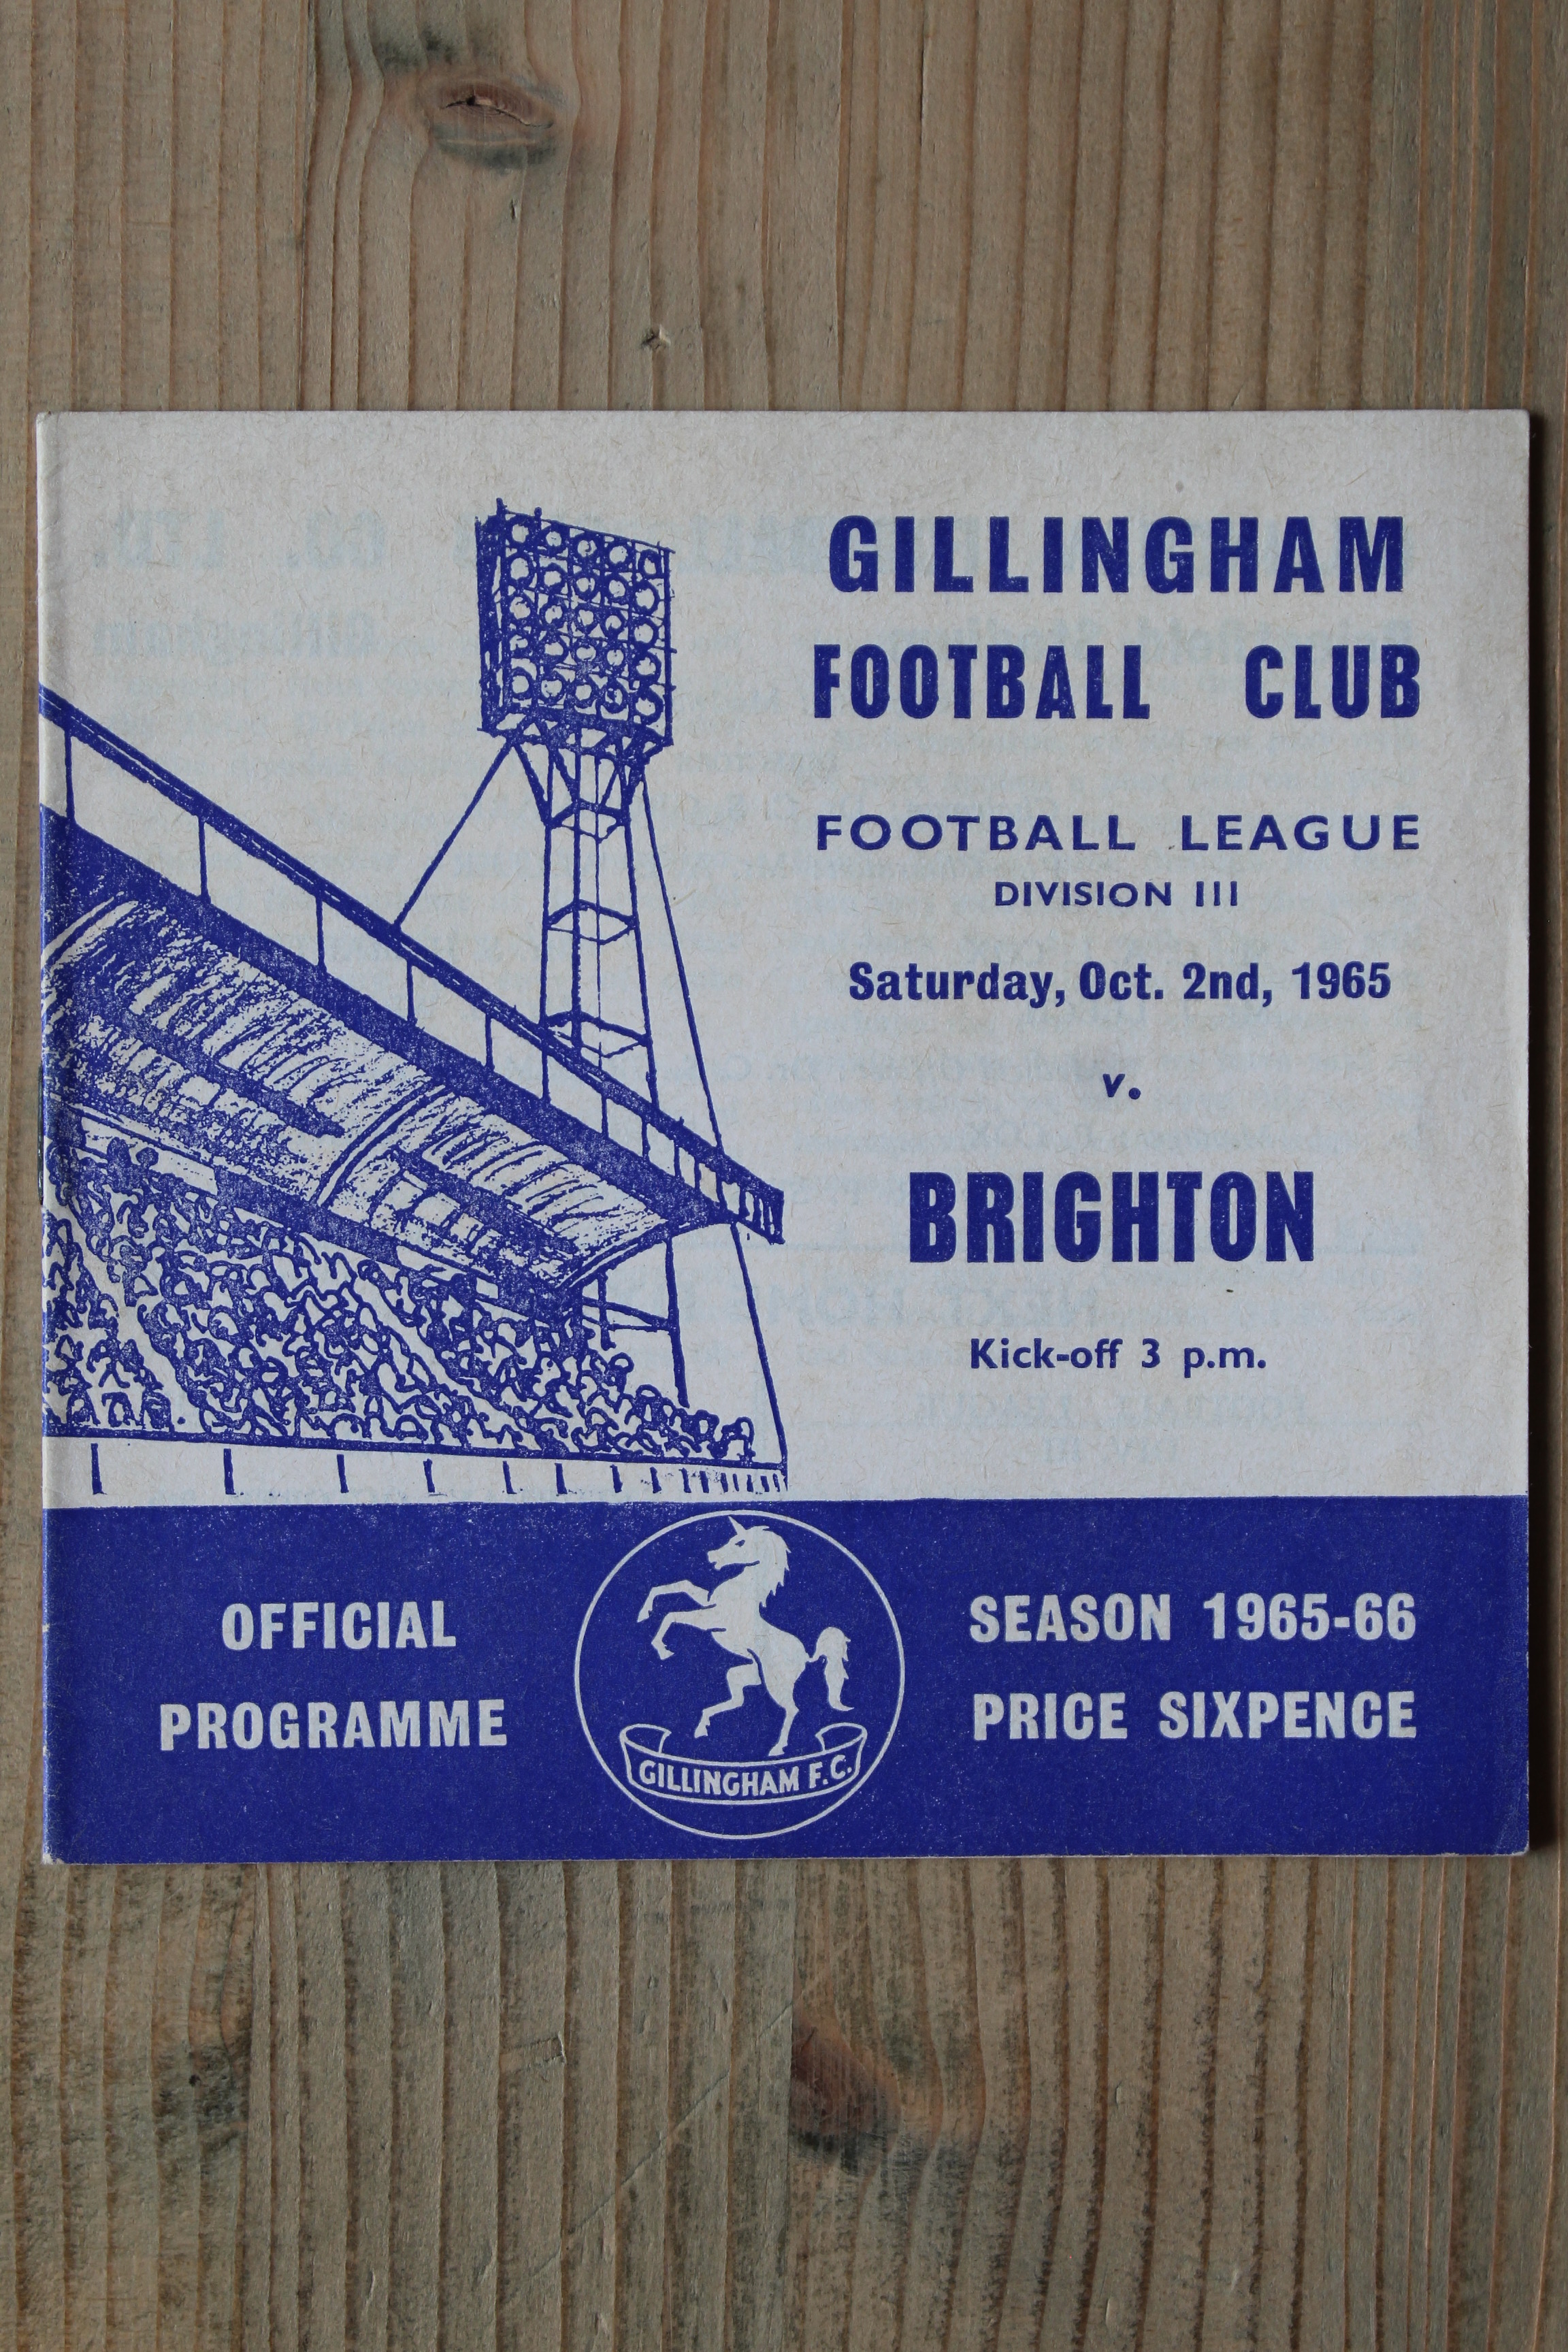 GILLINGHAM
FOOTBALL CLUB
FOOTBALL LEAGUE
DIVISION III
Saturday, Oct. 2nd, 1965
v.
BRIGHTON
Kick-off 3 p.m.
OFFICIAL
PROGRAMME
GILLINGHAM F.C.
SEASON 1965-66
PRICE SIXPENCE